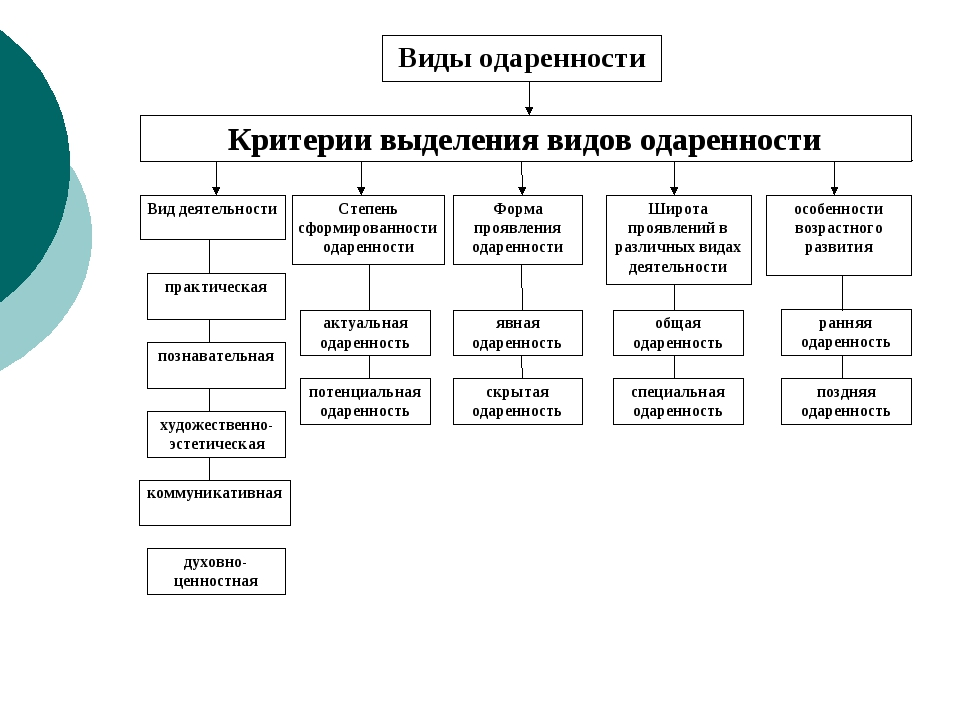 Виды одаренности
Критерии выделения видов одаренности
Вид деятельности
практическая
познавательная
художественно-
эстетическая
коммуникативная
духовно-
ценностная
Степень
сформированности
одаренности
актуальная
одаренность
потенциальная
одаренность
Форма
проявления
одаренности
явная
одаренность
скрытая
одаренность
Широта
проявлений в
различных видах
деятельности
общая
одаренность
специальная
одаренность
особенности
возрастного
развития
ранняя
одаренность
поздняя
одаренность